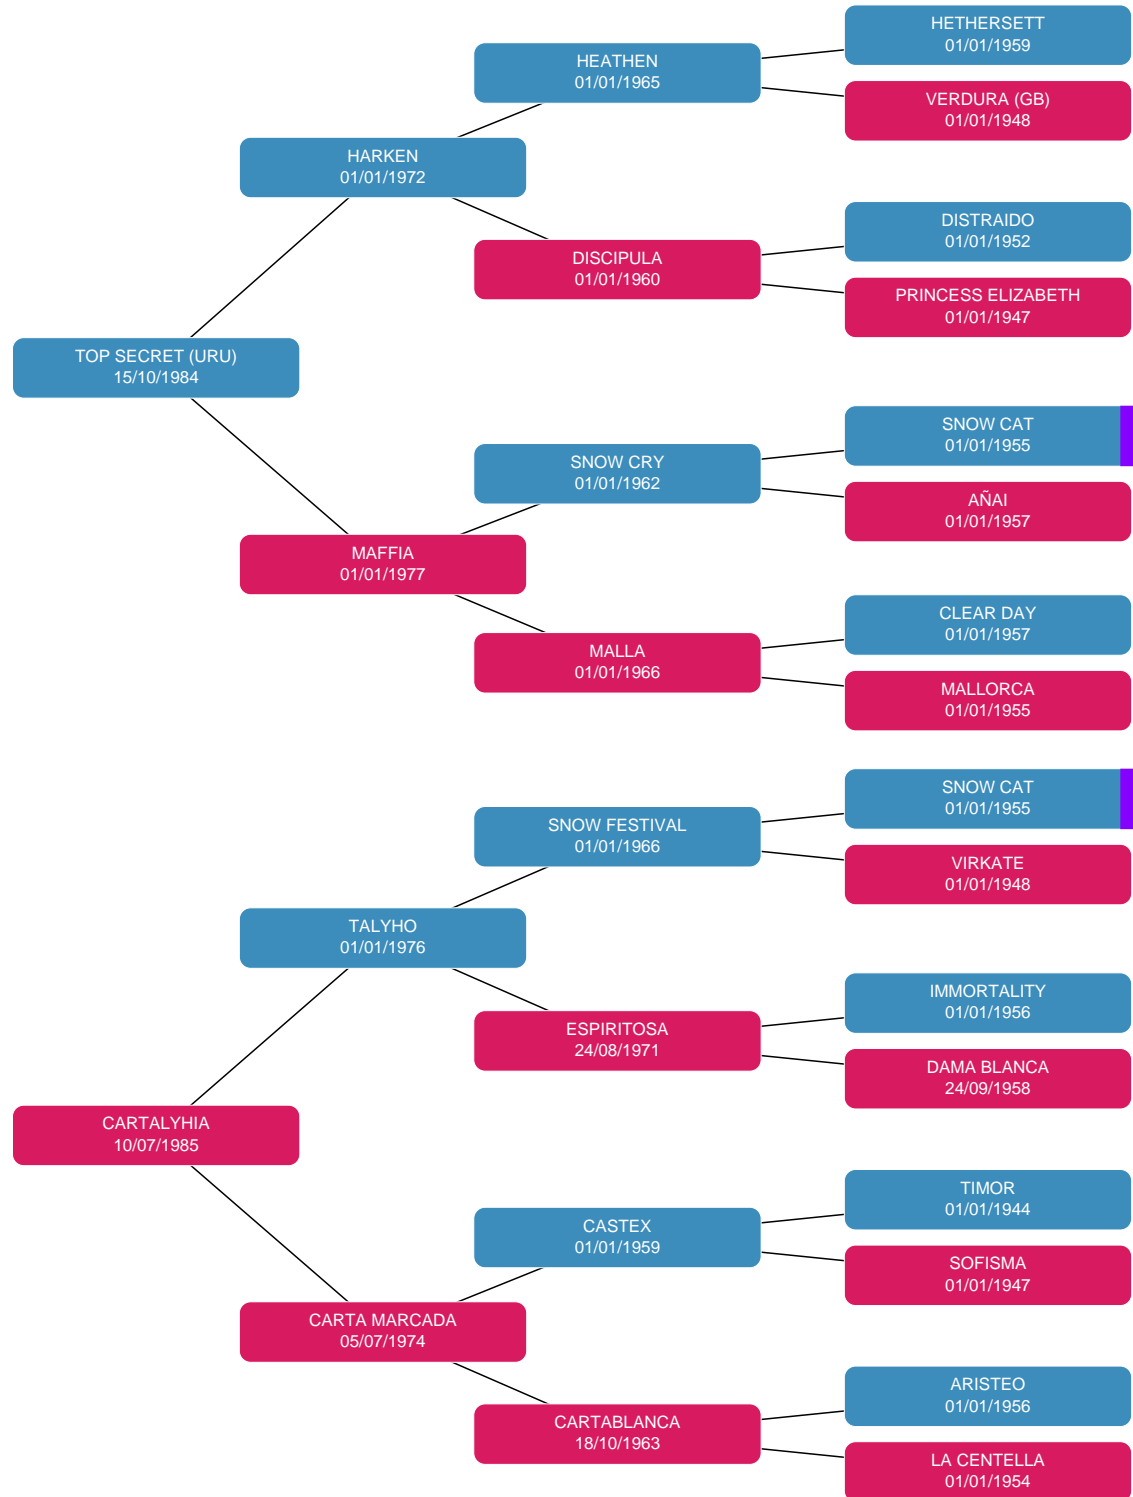 HETHERSETT
01/01/1959
HEATHEN
01/01/1965
VERDURA (GB)
01/01/1948
HARKEN
01/01/1972
DISTRAIDO
01/01/1952
DISCIPULA
01/01/1960
PRINCESS ELIZABETH
01/01/1947
TOP SECRET (URU)
15/10/1984
SNOW CAT
01/01/1955
SNOW CRY
01/01/1962
AÑAI
01/01/1957
MAFFIA
01/01/1977
CLEAR DAY
01/01/1957
MALLA
01/01/1966
MALLORCA
01/01/1955
SNOW CAT
01/01/1955
SNOW FESTIVAL
01/01/1966
VIRKATE
01/01/1948
TALYHO
01/01/1976
IMMORTALITY
01/01/1956
ESPIRITOSA
24/08/1971
DAMA BLANCA
24/09/1958
CARTALYHIA
10/07/1985
TIMOR
01/01/1944
CASTEX
01/01/1959
SOFISMA
01/01/1947
CARTA MARCADA
05/07/1974
ARISTEO
01/01/1956
CARTABLANCA
18/10/1963
LA CENTELLA
01/01/1954